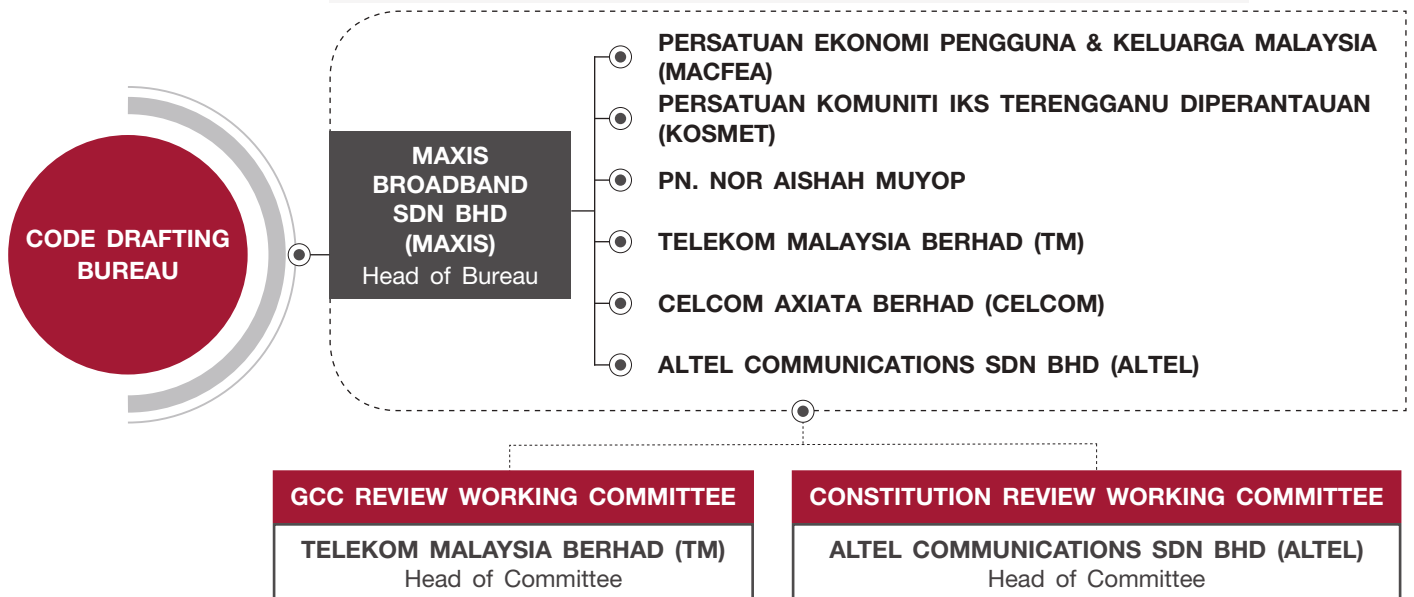 CODE DRAFTING
BUREAU
MAXIS
BROADBAND
SDN BHD
(MAXIS)
Head of Bureau
PERSATUAN EKONOMI PENGGUNA & KELUARGA MALAYSIA
(MACFEA)
PERSATUAN KOMUNITI IKS TERENGGANU DIPERANTAUAN
(KOSMET)
PN. NOR AISHAH MUYOP
TELEKOM MALAYSIA BERHAD (TM)
CELCOM AXIATA BERHAD (CELCOM)
ALTEL COMMUNICATIONS SDN BHD (ALTEL)
GCC REVIEW WORKING COMMITTEE
TELEKOM MALAYSIA BERHAD (TM)
Head of Committee
CONSTITUTION REVIEW WORKING COMMITTEE
ALTEL COMMUNICATIONS SDN BHD (ALTEL)
Head of Committee